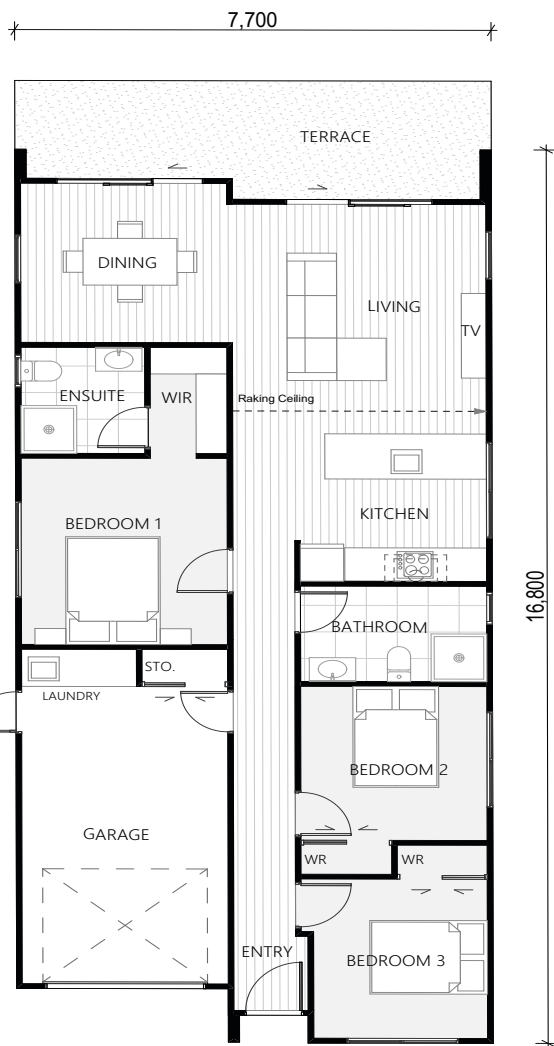 7,700
TERRACE
DINING
LIVING
TV
ENSUITE
WIR
Raking Ceiling
KITCHEN
BEDROOM 1
16,800
BATHROOM
STO.
LAUNDRY
BEDROOM 2
GARAGE
WR
WR
ENTRY
BEDROOM 3